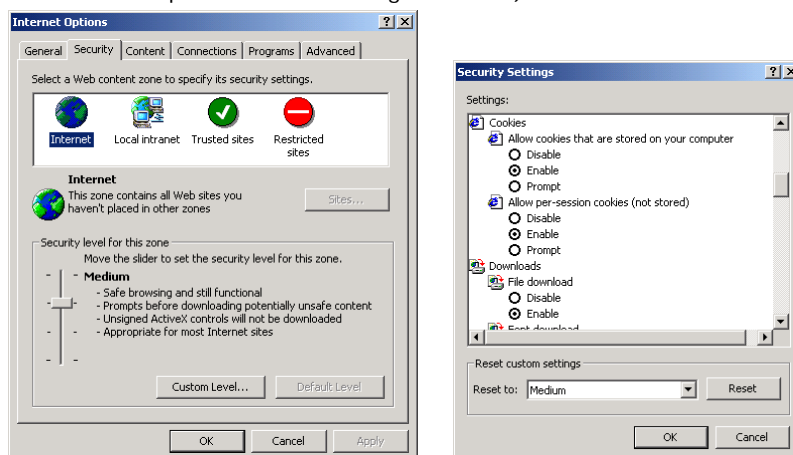 Internet Options
General Security Content Connections Programs Advanced
Select a Web content zone to specify its security settings.
Internet Local intranet Trusted sites Restricted
sites
Internet
This zone contains all Web sites you
haven't placed in other zones
Sites...
Security level for this zone
Move the slider to set the security level for this zone.
Medium
- Safe browsing and still functional
- Prompts before downloading potentially unsafe content
- Unsigned ActiveX controls will not be downloaded
- Appropriate for most Internet sites
Custom Level... Default Level
OK Cancel Apply
Security Settings
Settings:
Cookies
Allow cookies that are stored on your computer
Disable
Enable
Prompt
Allow per-session cookies (not stored)
Disable
Enable
Prompt
Downloads
File download
Disable
Enable
Font download
Reset custom settings
Reset to: Medium Reset
OK Cancel